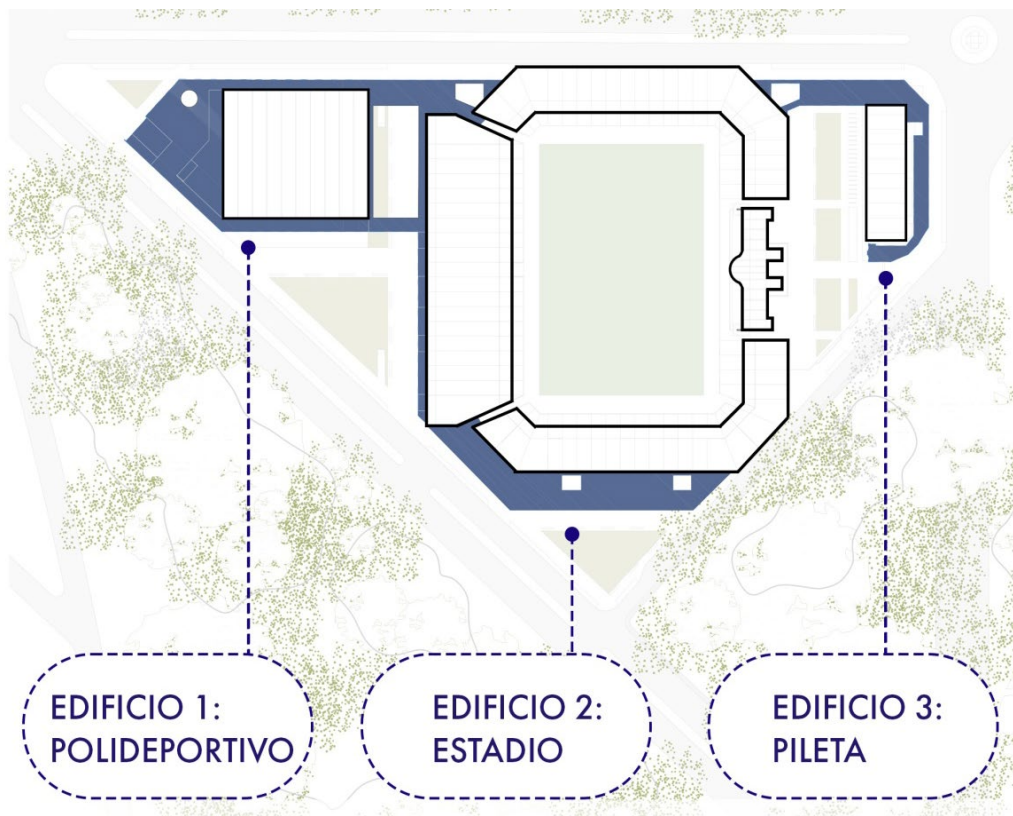 EDIFICIO 1:
POLIDEPORTIVO
EDIFICIO 2:
ESTADIO
EDIFICIO 3:
PILETA